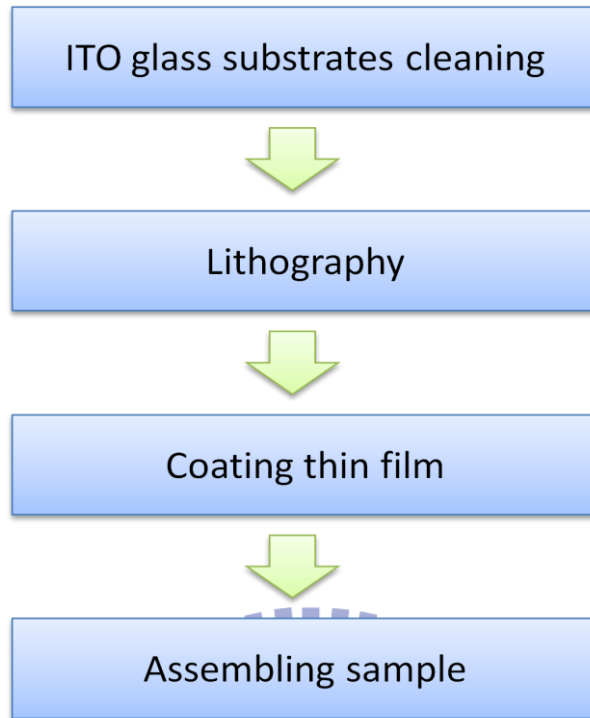 ITO glass substrates cleaning
Lithography
Coating thin film
Assembling sample